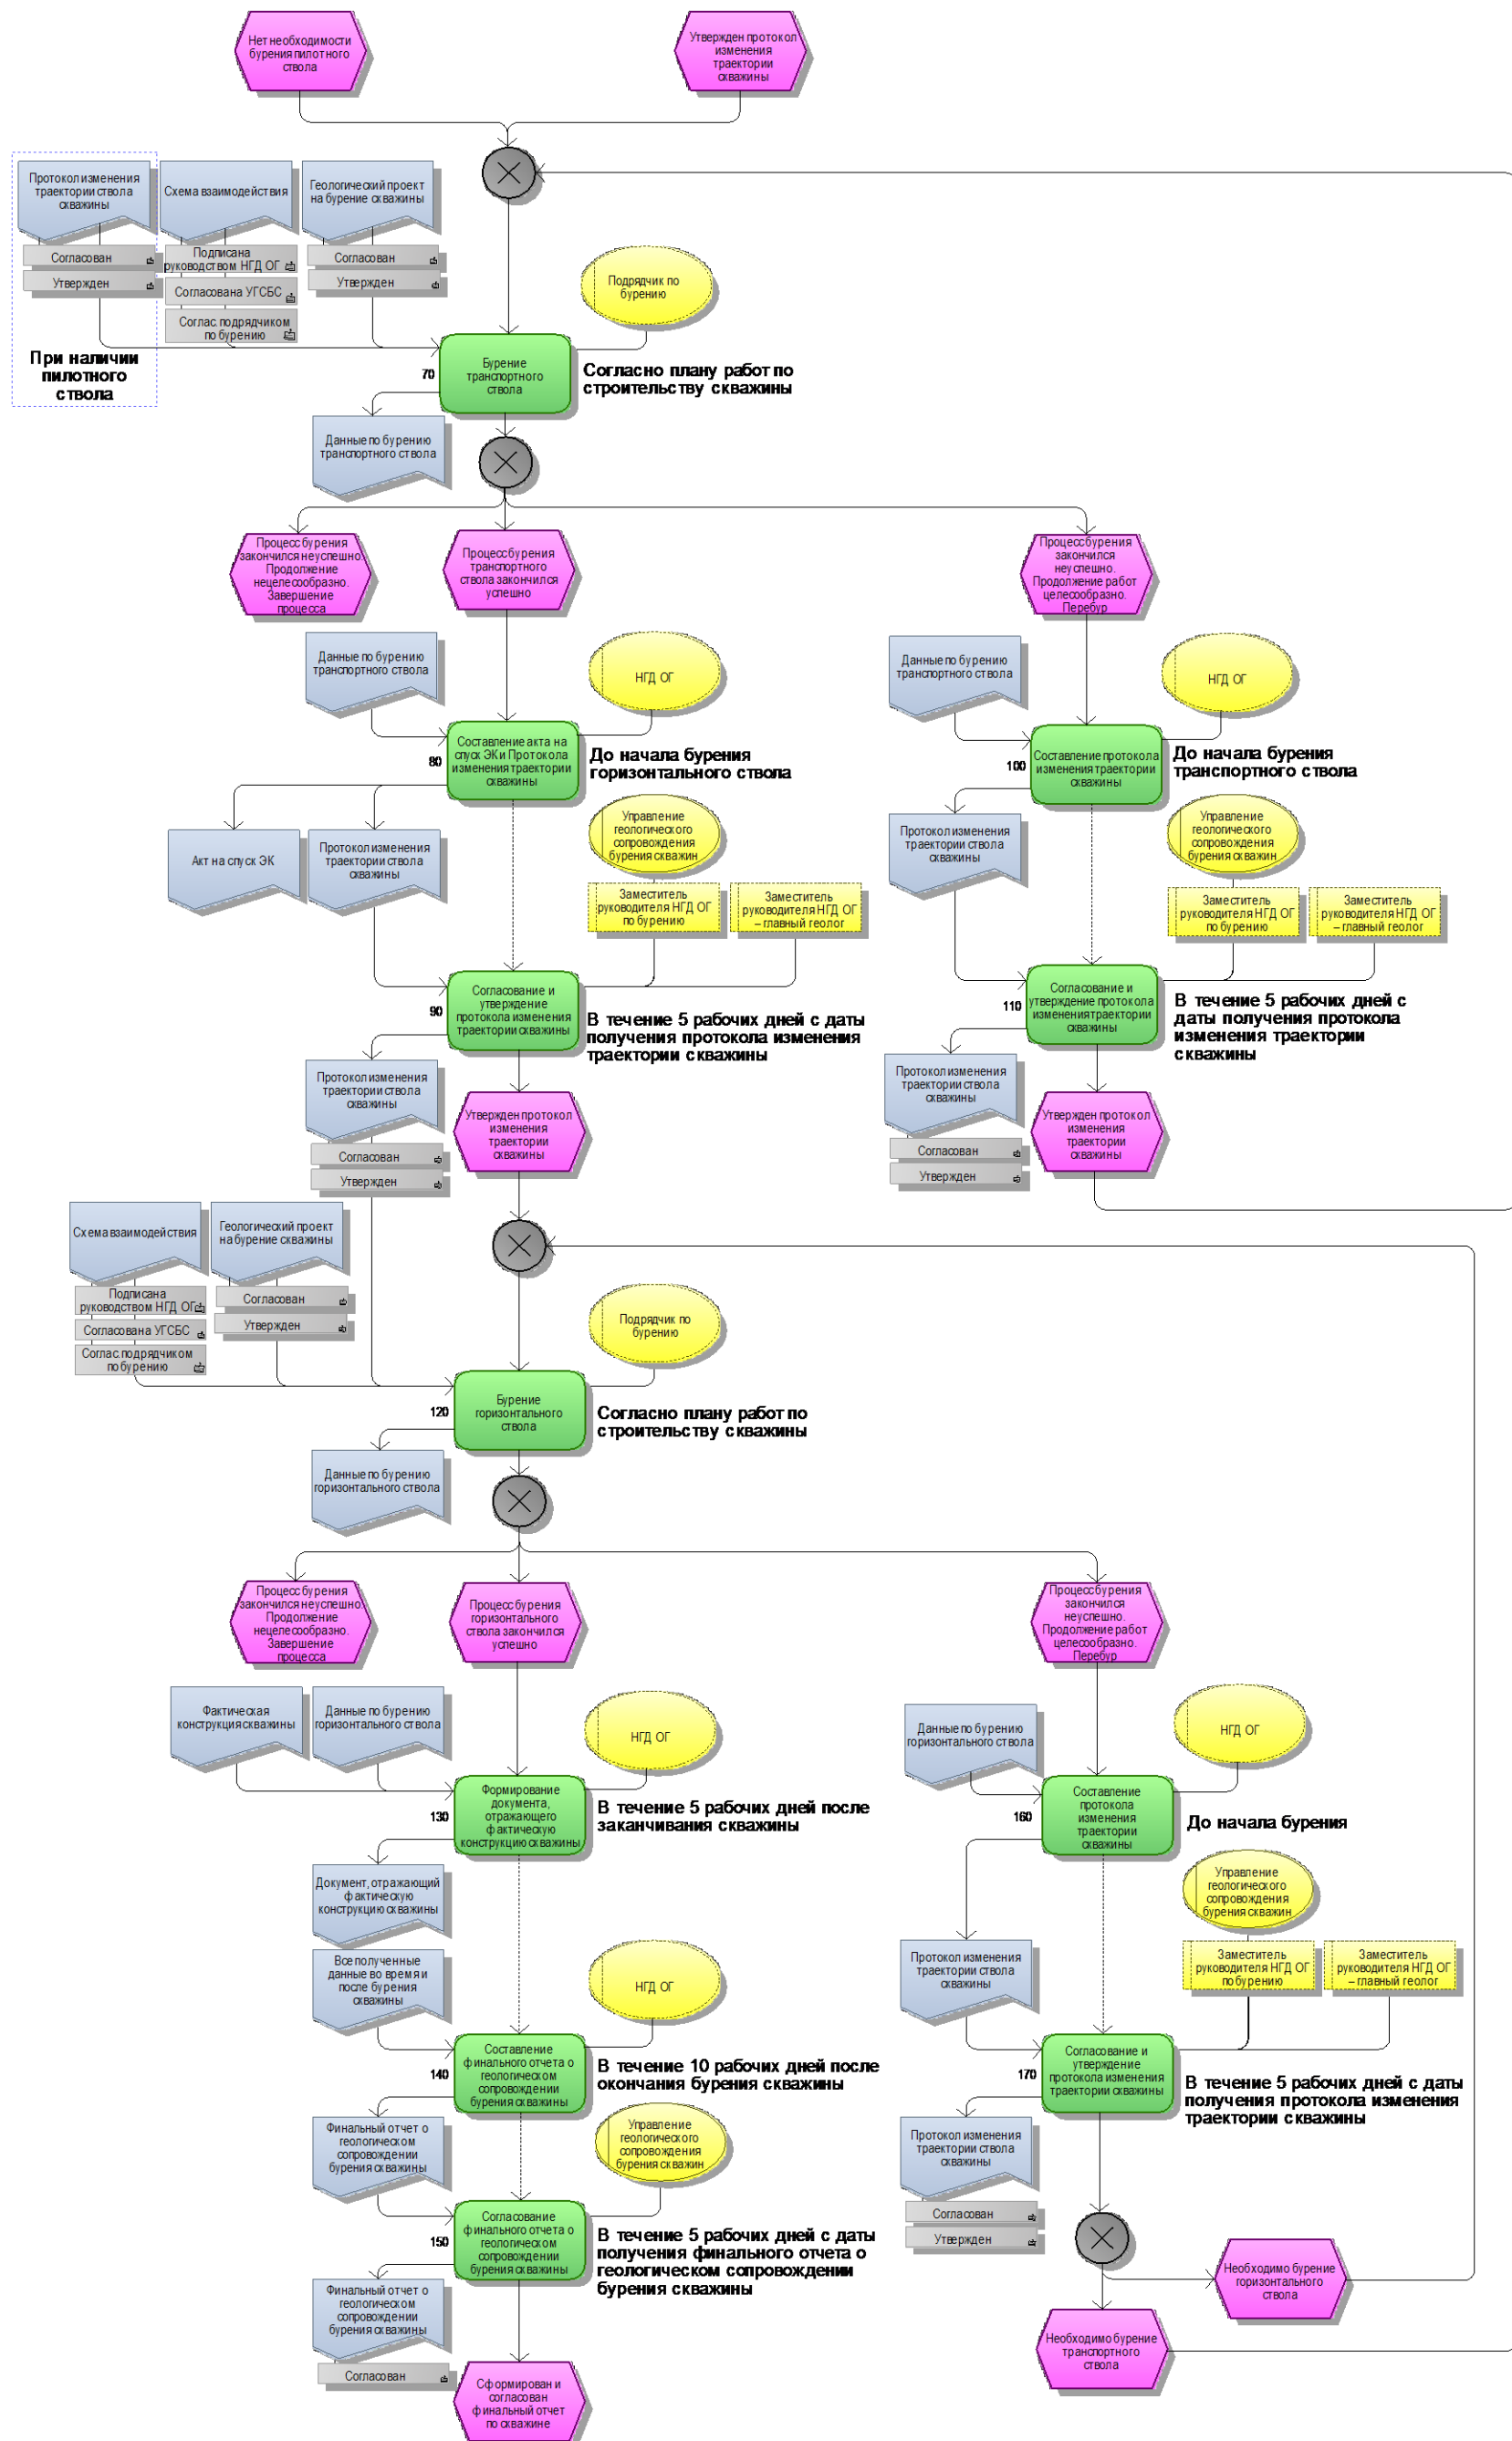 Нет необходимости
бурения пилотного
ствола
Утвержден протокол
изменения
траектории
скважины
Протокол изменения
траектории ствола
скважины
Согласован
Утвержден
При наличии
пилотного
ствола
Схема взаимодействия
Подписана
руководством НГД ОГ
Согласована УГСБС
Соглас. подрядчиком
по бурению
Геологический проект
на бурение скважины
Согласован
Утвержден
Подрядчик по
бурению
70
Бурение
транспортного
ствола
Согласно плану работ по
строительству скважины
Данные по бурению
транспортного ствола
Процесс бурения
закончился неуспешно.
Продолжение
нецелесообразно.
Завершение
процесса
Процесс бурения
транспортного
ствола закончился
успешно
Процесс бурения
закончился
неуспешно.
Продолжение работ
целесообразно.
Перебур
Данные по бурению
транспортного ствола
НГД ОГ
80
Составление акта на
спуск ЭК и Протокола
изменения траектории
скважины
До начала бурения
горизонтального ствола
Данные по бурению
транспортного ствола
НГД ОГ
100
Составление протокола
изменения траектории
скважины
До начала бурения
транспортного ствола
Акт на спуск ЭК
Протокол изменения
траектории ствола
скважины
Управление
геологического
сопровождения
бурения скважин
Заместитель
руководителя НГД ОГ
по бурению
Заместитель
руководителя НГД ОГ
– главный геолог
Протокол изменения
траектории ствола
скважины
Управление
геологического
сопровождения
бурения скважин
Заместитель
руководителя НГД ОГ
по бурению
Заместитель
руководителя НГД ОГ
– главный геолог
90
Согласование и
утверждение
протокола изменения
траектории скважины
В течение 5 рабочих дней с даты
получения протокола изменения
траектории скважины
110
Согласование и
утверждение протокола
изменения траектории
скважины
В течение 5 рабочих дней с
даты получения протокола
изменения траектории
скважины
Протокол изменения
траектории ствола
скважины
Согласован
Утвержден
Утвержден протокол
изменения
траектории
скважины
Протокол изменения
траектории ствола
скважины
Согласован
Утвержден
Утвержден протокол
изменения
траектории
скважины
Схема взаимодействия
Подписана
руководством НГД ОГ
Согласована УГСБС
Соглас. подрядчиком
по бурению
Геологический проект
на бурение скважины
Согласован
Утвержден
Подрядчик по
бурению
120
Бурение
горизонтального
ствола
Согласно плану работ по
строительству скважины
Данные по бурению
горизонтального ствола
Процесс бурения
закончился неуспешно.
Продолжение
нецелесообразно.
Завершение
процесса
Процесс бурения
горизонтального
ствола закончился
успешно
Процесс бурения
закончился
неуспешно.
Продолжение работ
целесообразно.
Перебур
Фактическая
конструкция скважины
Данные по бурению
горизонтального ствола
НГД ОГ
130
Формирование
документа,
отражающего
фактическую
конструкцию скважины
В течение 5 рабочих дней после
заканчивания скважины
Данные по бурению
горизонтального ствола
НГД ОГ
160
Составление
протокола
изменения
траектории
скважины
До начала бурения
Документ, отражающий
фактическую
конструкцию скважины
Все полученные
данные во время и
после бурения
скважины
НГД ОГ
140
Составление
финального отчета о
геологическом
сопровождении
бурения скважины
В течение 10 рабочих дней после
окончания бурения скважины
Протокол изменения
траектории ствола
скважины
Управление
геологического
сопровождения
бурения скважин
Заместитель
руководителя НГД ОГ
по бурению
Заместитель
руководителя НГД ОГ
– главный геолог
170
Согласование и
утверждение
протокола изменения
траектории скважины
В течение 5 рабочих дней с даты
получения протокола изменения
траектории скважины
Финальный отчет о
геологическом
сопровождении
бурения скважины
Управление
геологического
сопровождения
бурения скважин
150
Согласование
финального отчета о
геологическом
сопровождении
бурения скважины
В течение 5 рабочих дней с даты
получения финального отчета о
геологическом сопровождении
бурения скважины
Протокол изменения
траектории ствола
скважины
Согласован
Утвержден
Необходимо бурение
горизонтального
ствола
Необходимо бурение
транспортного
ствола
Финальный отчет о
геологическом
сопровождении
бурения скважины
Согласован
Сформирован и
согласован
финальный отчет
по скважине